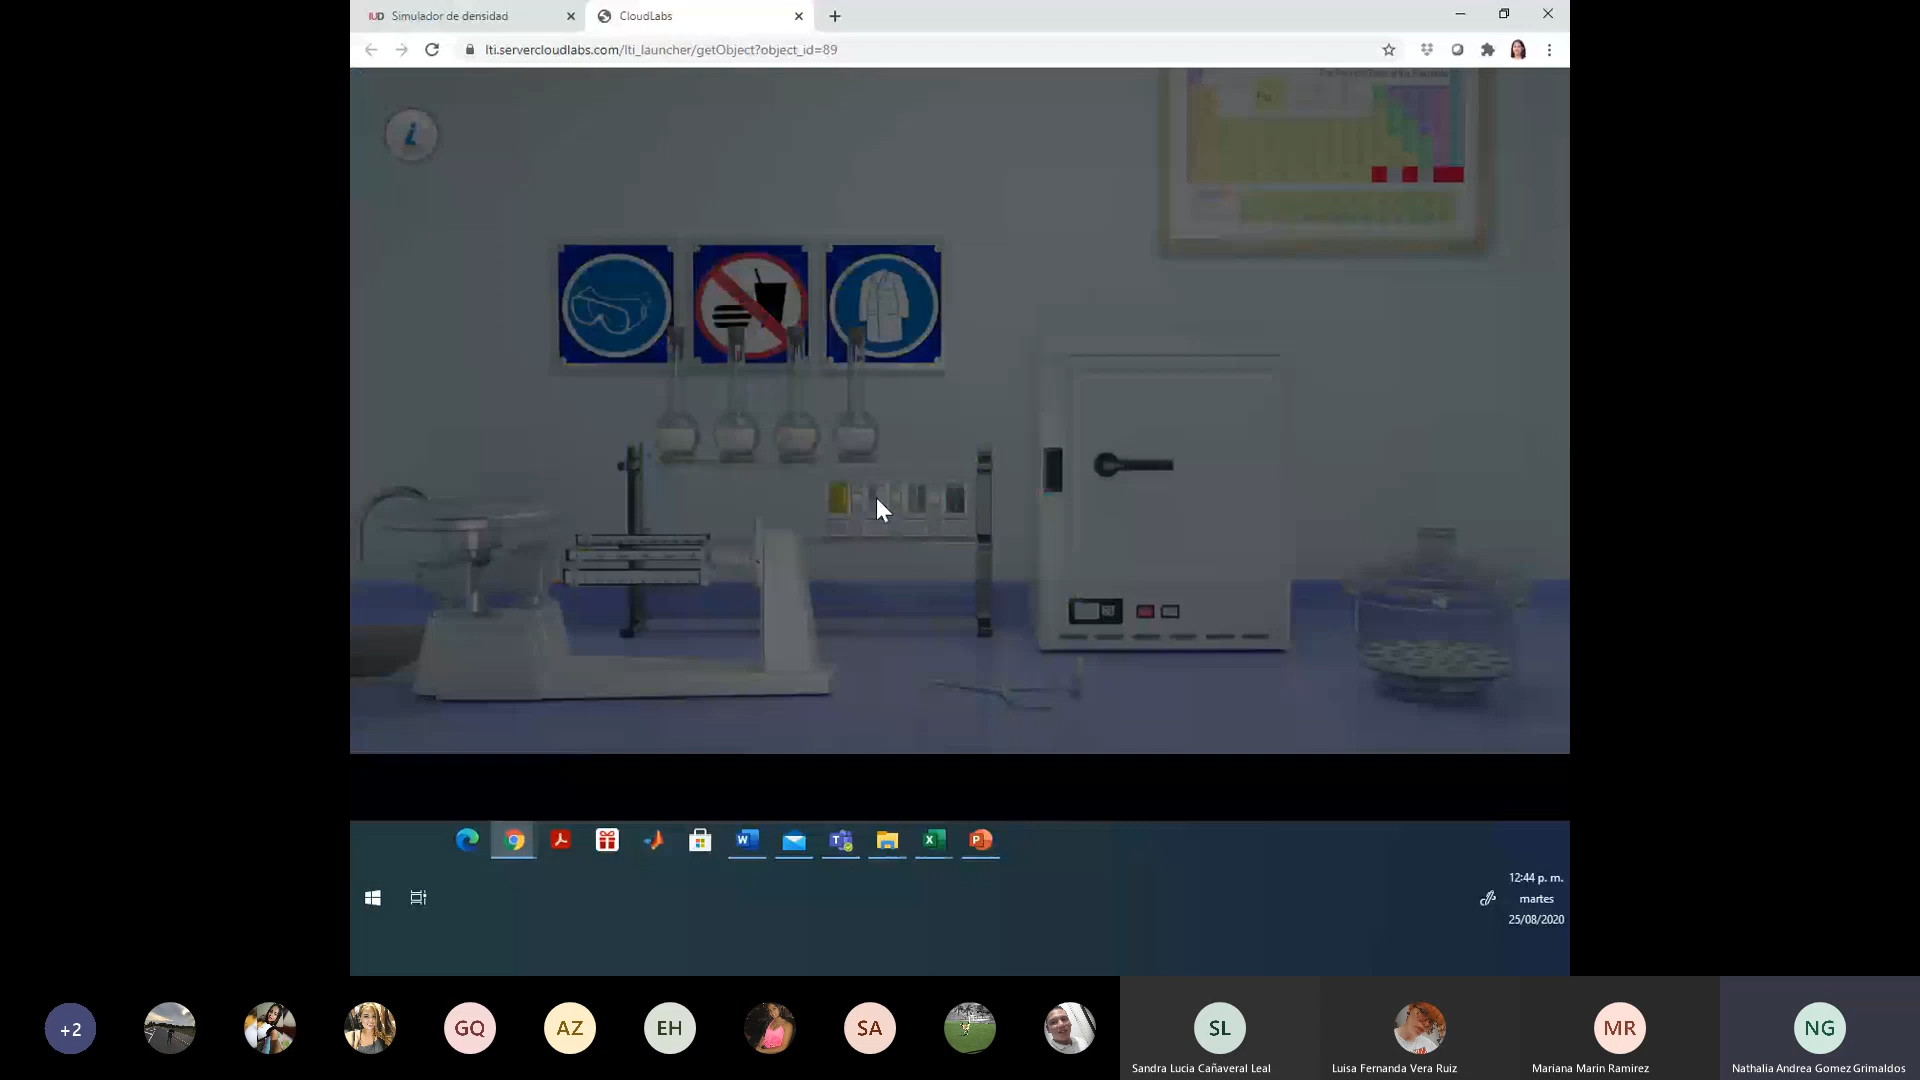 IUD Simulador de densidad
CloudLabs
lti.servercloudlabs.com/lti_launcher/getObject?object_id=89
12:44 p. m.
martes
25/08/2020
+2
GQ
AZ
EH
SA
SL
MR
NG
Sandra Lucia Cañaveral Leal
Luisa Fernanda Vera Ruiz
Mariana Marin Ramirez
Nathalia Andrea Gomez Grimaldos